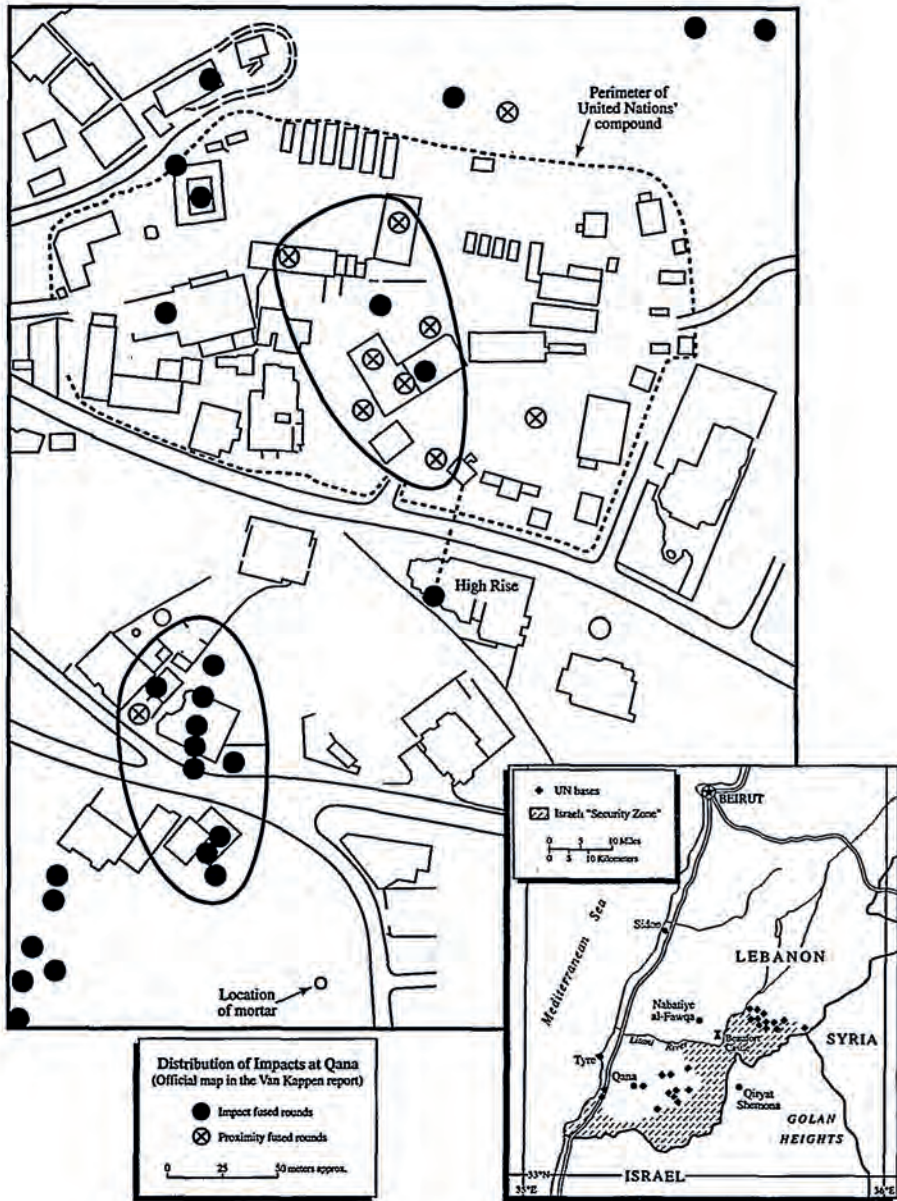 Perimeter of
United Nations'
compound
High Rise
Location
of mortar
Distribution of Impacts at Qana
(Official map in the Van Kappen report)
Impact fused rounds
Proximity fused rounds
0 25 50 meters approx.
UN bases
Israeli "Security Zone"
0 5 10 Miles
0 5 10 Kilometers
BEIRUT
Mediterranean Sea
Sidon
LEBANON
Nabatiye
al-Fawqa
Litani River
Beaufort
Castle
SYRIA
Tyre
Qana
Qiryat
Shemona
GOLAN
HEIGHTS
ISRAEL
33°N
35°E
36°E